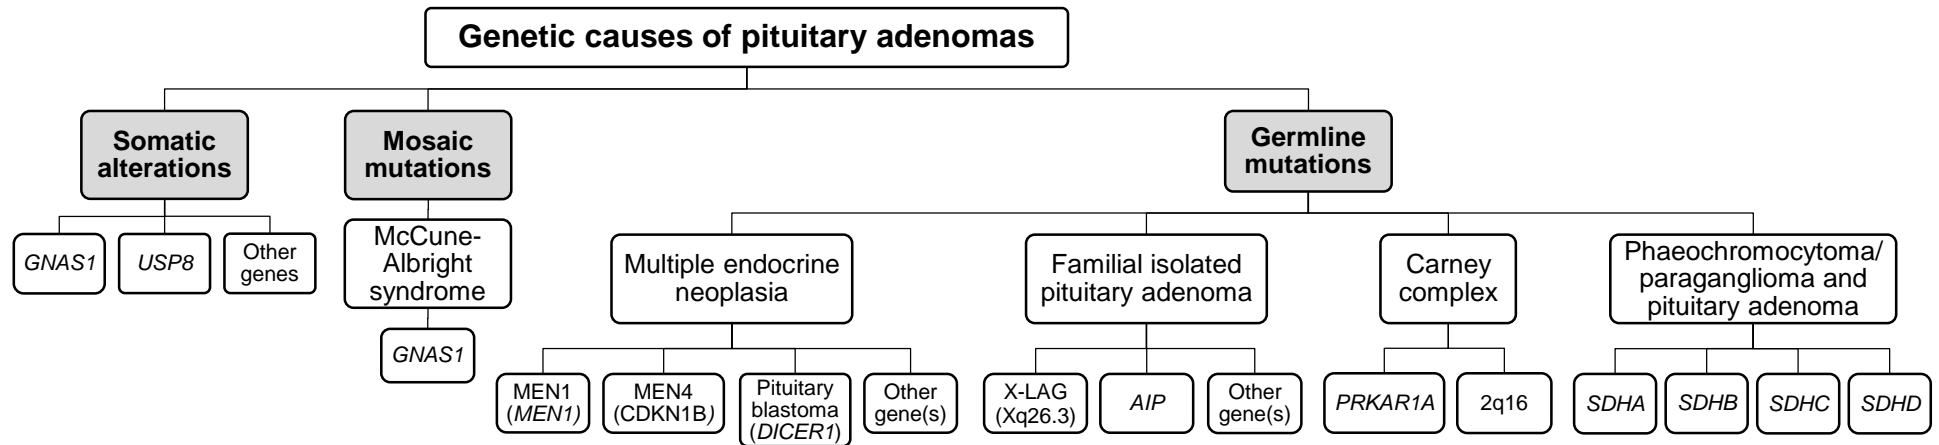 Genetic causes of pituitary adenomas
Somatic
alterations
Mosaic
mutations
Germline
mutations
GNAS1
USP8
Other
genes
McCune-
Albright
syndrome
GNAS1
Multiple endocrine
neoplasia
Familial isolated
pituitary adenoma
Carney
complex
Phaeochromocytoma/
paraganglioma and
pituitary adenoma
MEN1
(MEN1)
MEN4
(CDKN1B)
Pituitary
blastoma
(DICER1)
Other
gene(s)
X-LAG
(Xq26.3)
AIP
Other
gene(s)
PRKAR1A
2q16
SDHA
SDHB
SDHC
SDHD